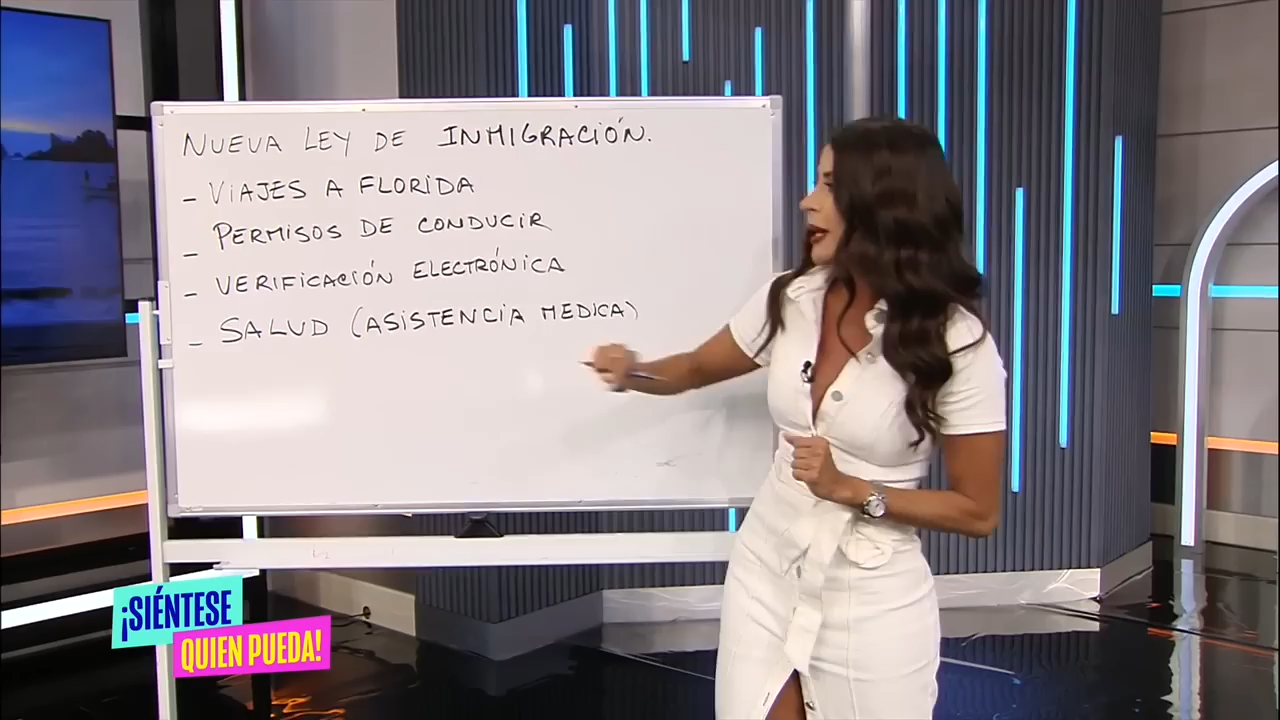 NUEVA LEY DE INMIGRACIÓN.
- VIAJES A FLORIDA
- PERMISOS DE CONDUCIR
- VERIFICACIÓN ELECTRÓNICA
- SALUD (ASISTENCIA MEDICA)
¡SIÉNTESE
QUIEN PUEDA!